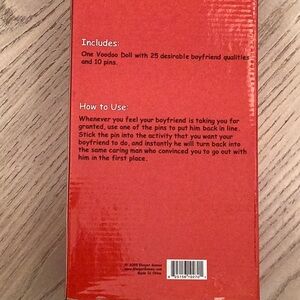 Includes:
One Voodoo Doll with 25 desirable boyfriend qualities
and 10 pins.
How to Use:
Whenever you feel your boyfriend is taking you for
granted, use one of the pins to put him back in line.
Stick the pin into the activity that you want your
boyfriend to do, and instantly he will turn back into
the same caring man who convinced you to go out with
him in the first place.
Made in China